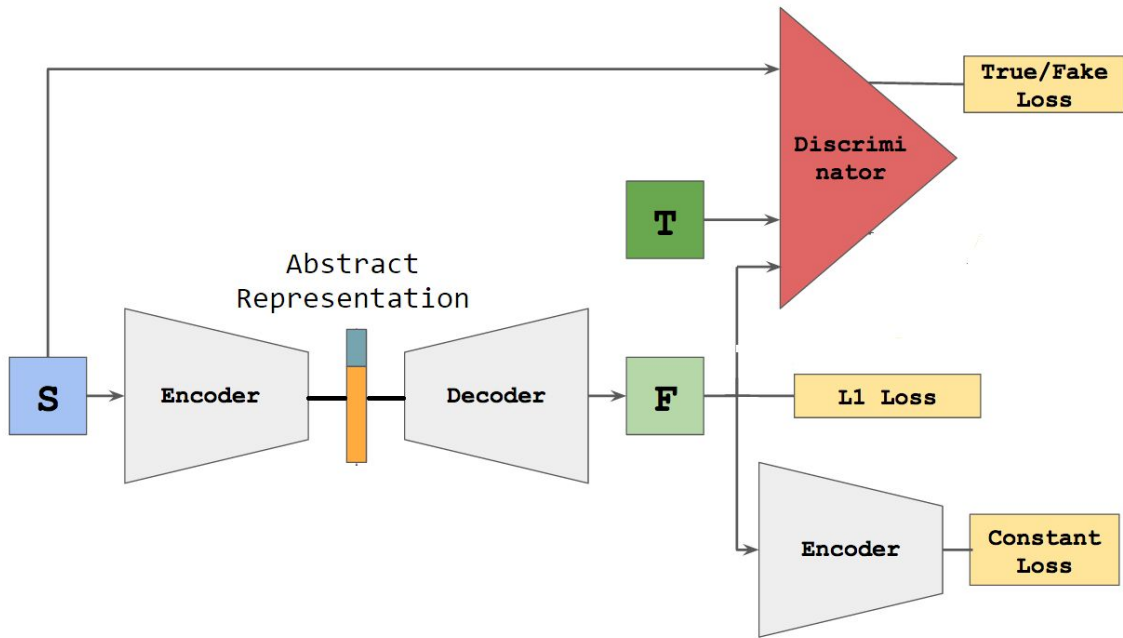 True/Fake
Loss
Discrimi
nator
T
Abstract
Representation
S
Encoder
Decoder
F
L1 Loss
Encoder
Constant
Loss